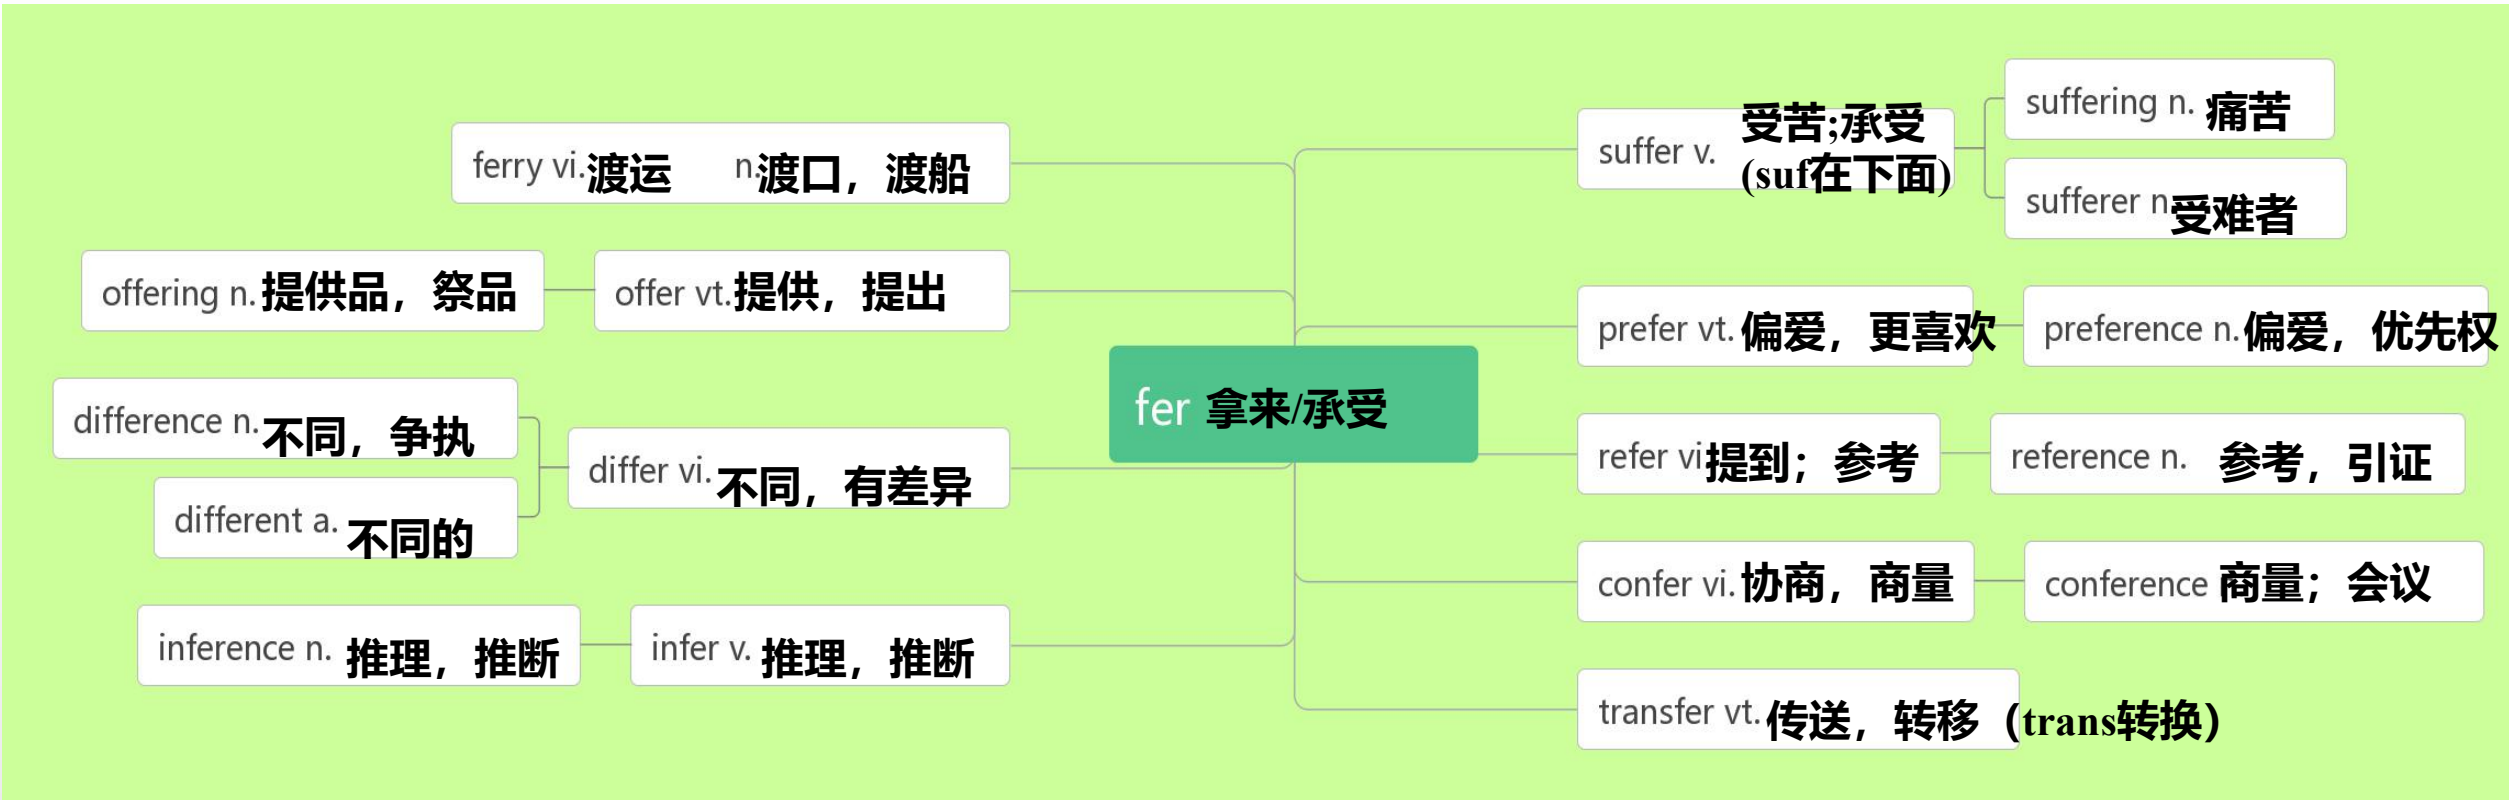 ferry vi.渡运 n.渡口，渡船
offering n.提供品，祭品
offer vt.提供，提出
difference n.不同，争执
different a.不同的
differ vi.不同，有差异
inference n.推理，推断
infer v.推理，推断
fer 拿来/承受
suffer v.受苦;承受
(suf在下面)
suffering n.痛苦
sufferer n.受难者
prefer vt.偏爱，更喜欢
preference n.偏爱，优先权
refer vi提到；参考
reference n.参考，引证
confer vi.协商，商量
conference 商量；会议
transfer vt.传送，转移（trans转换）